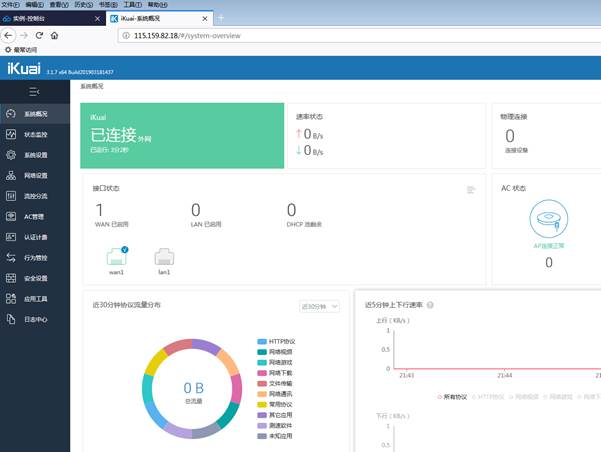 文件(F) 编辑(E) 查看(V) 历史(S) 书签(B) 工具(T) 帮助(H)
实例-控制台
iKuai-系统概况
115.159.82.18/#/system-overview
最常访问
iKuai 3.1.7 x64 Build201903181437
系统概况
系统概况
状态监控
系统设置
网络设置
流控分流
AC管理
认证计费
行为管控
安全设置
应用工具
日志中心
iKuai
已连接 外网
已运行: 2分2秒
速率状态
↑0 B/s
↓0 B/s
物理连接
0
连接设备
接口状态
1
WAN 已启用
0
LAN 已启用
0
DHCP 池剩余
wan1
lan1
AC 状态
AP连接正常
0
近30分钟协议流量分布
近30分钟
0 B
总流量
HTTP协议
网络视频
网络游戏
网络下载
文件传输
网络通讯
常用协议
其它应用
测速软件
未知应用
近5分钟上下行速率
上行（KB/s）
1
0.5
0
21:43
21:44
所有协议
HTTP协议
网络视频
网络游戏
网络下
下行（KB/s）
1
0.5